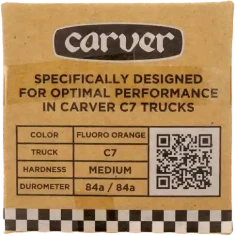 carver
SPECIFICALLY DESIGNED
FOR OPTIMAL PERFORMANCE
IN CARVER C7 TRUCKS
COLOR FLUORO ORANGE
TRUCK C7
HARDNESS MEDIUM
DUROMETER 84a / 84a